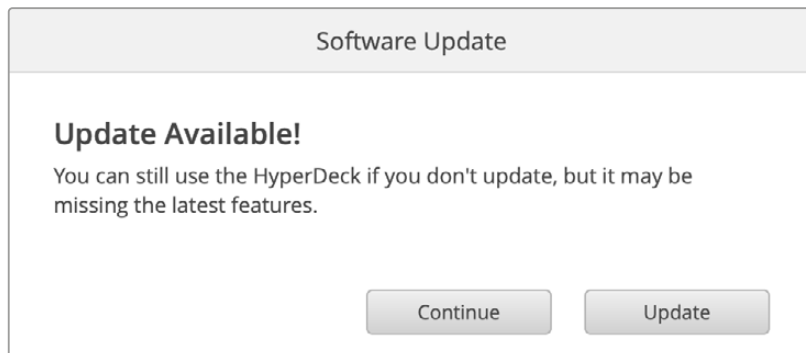 Software Update
Update Available!
You can still use the HyperDeck if you don't update, but it may be
missing the latest features.
Continue
Update